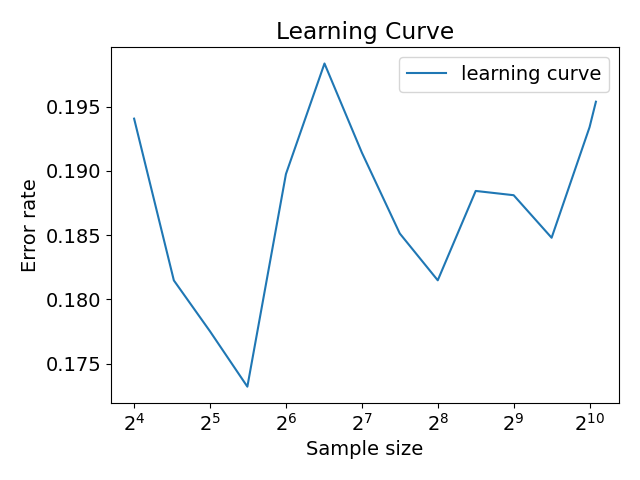 Learning Curve
learning curve
Error rate
0.195
0.190
0.185
0.180
0.175
2⁴ 2⁵ 2⁶ 2⁷ 2⁸ 2⁹ 2¹⁰
Sample size